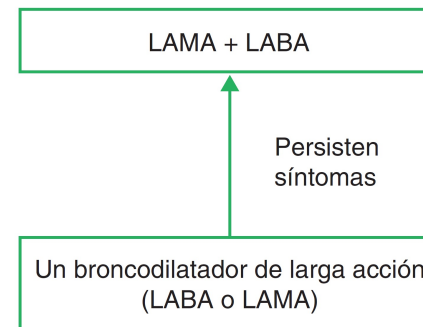 LAMA + LABA
Persisten
síntomas
Un broncodilatador de larga acción
(LABA o LAMA)